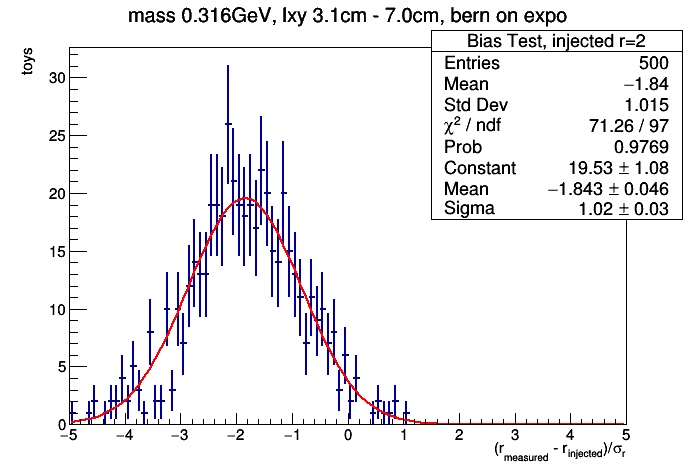 mass 0.316GeV, lxy 3.1cm - 7.0cm, bern on expo
toys
Bias Test, injected r=2
Entries 500
Mean −1.84
Std Dev 1.015
χ² / ndf 71.26 / 97
Prob 0.9769
Constant 19.53 ± 1.08
Mean −1.843 ± 0.046
Sigma 1.02 ± 0.03
30
25
20
15
10
5
0
−5 −4 −3 −2 −1 0 1 2 3 4 5
(r_measured - r_injected)/σ_r